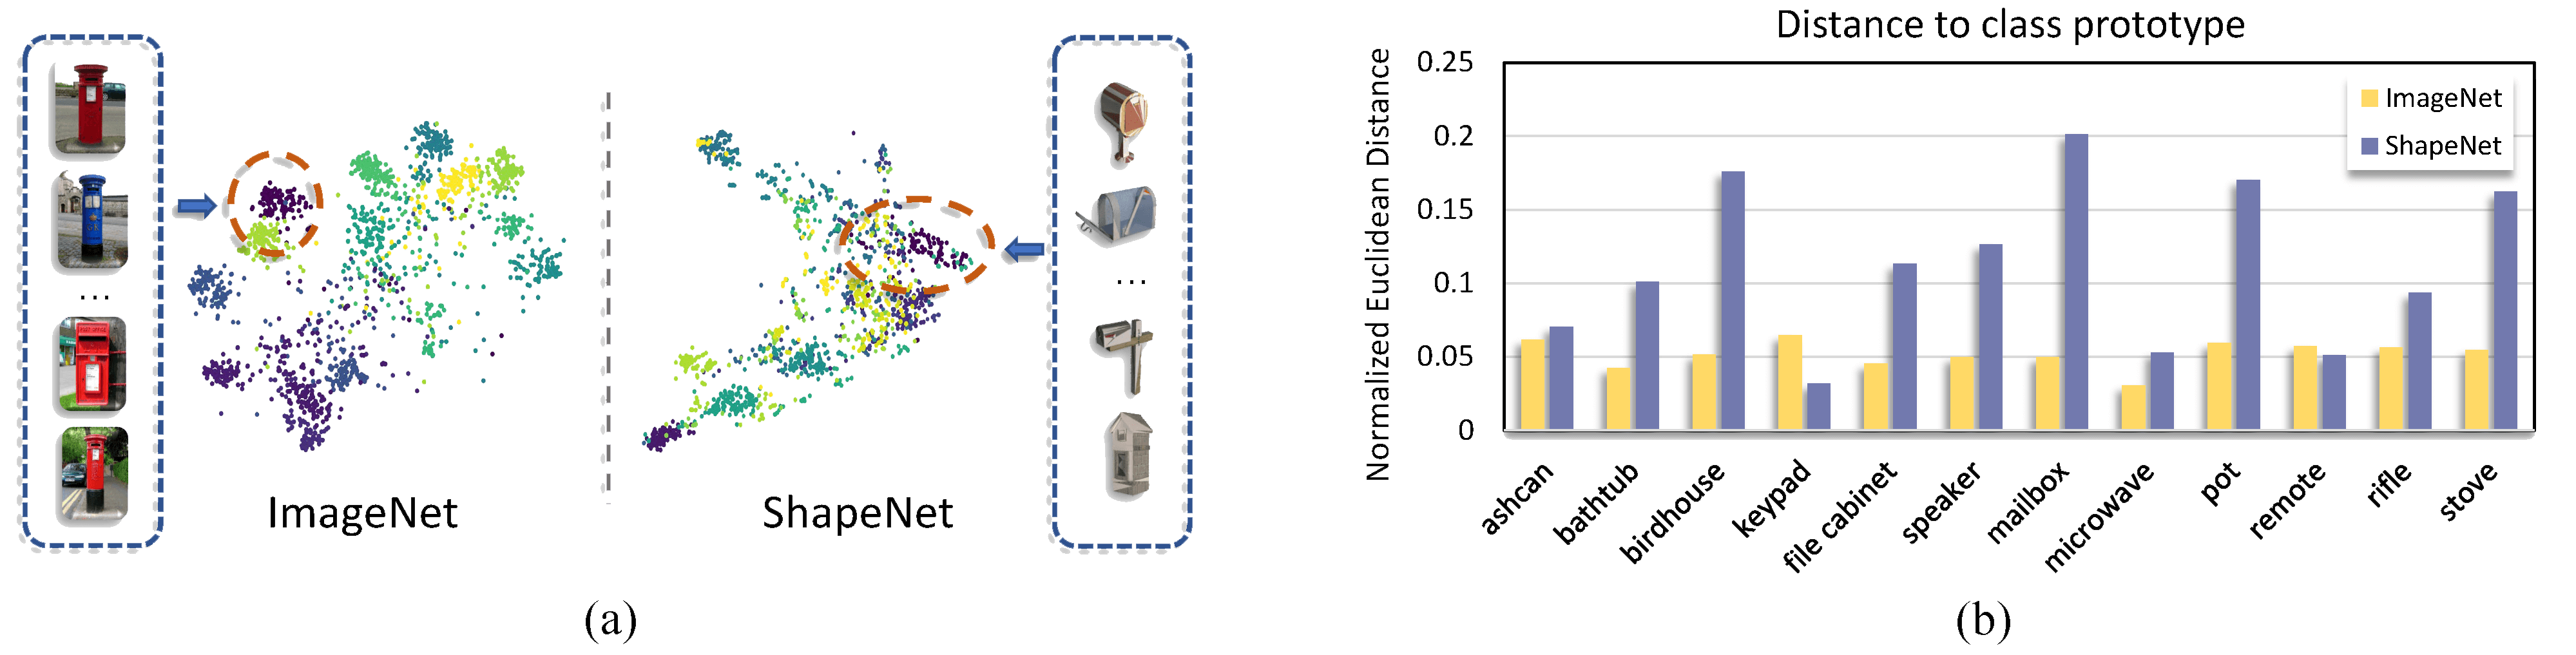 ...
ImageNet
ShapeNet
...
(a)
Distance to class prototype
Normalized Euclidean Distance
0.25
0.2
0.15
0.1
0.05
0
ImageNet
ShapeNet
ashcan
bathtub
birdhouse
keypad
file cabinet
speaker
mailbox
microwave
pot
remote
rifle
stove
(b)